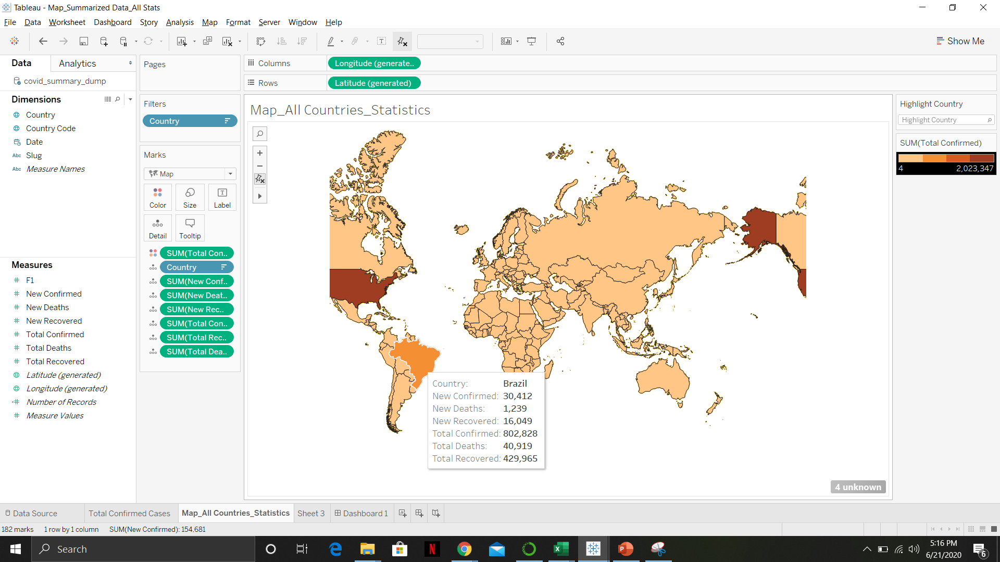 Tableau - Map_Summarized Data_All Stats
File Data Worksheet Dashboard Story Analysis Map Format Server Window Help
Show Me
Data Analytics
covid_summary_dump
Dimensions
Country
Country Code
Date
Abc Slug
Abc Measure Names
Measures
F1
New Confirmed
New Deaths
New Recovered
Total Confirmed
Total Deaths
Total Recovered
Latitude (generated)
Longitude (generated)
Number of Records
Measure Values
Pages
Filters
Country
Marks
Map
Color Size Label
Detail Tooltip
SUM(Total Con..
Country
SUM(New Conf..
SUM(New Deat..
SUM(New Rec..
SUM(Total Con..
SUM(Total Rec..
SUM(Total Dea..
Columns Longitude (generate..
Rows Latitude (generated)
Map_All Countries_Statistics
Country: Brazil
New Confirmed: 30,412
New Deaths: 1,239
New Recovered: 16,049
Total Confirmed: 802,828
Total Deaths: 40,919
Total Recovered: 429,965
4 unknown
Highlight Country
Highlight Country
SUM(Total Confirmed)
4 2,023,347
Data Source Total Confirmed Cases Map_All Countries_Statistics Sheet 3 Dashboard 1
182 marks 1 row by 1 column SUM(New Confirmed): 154,681
Search
5:16 PM
6/21/2020
6